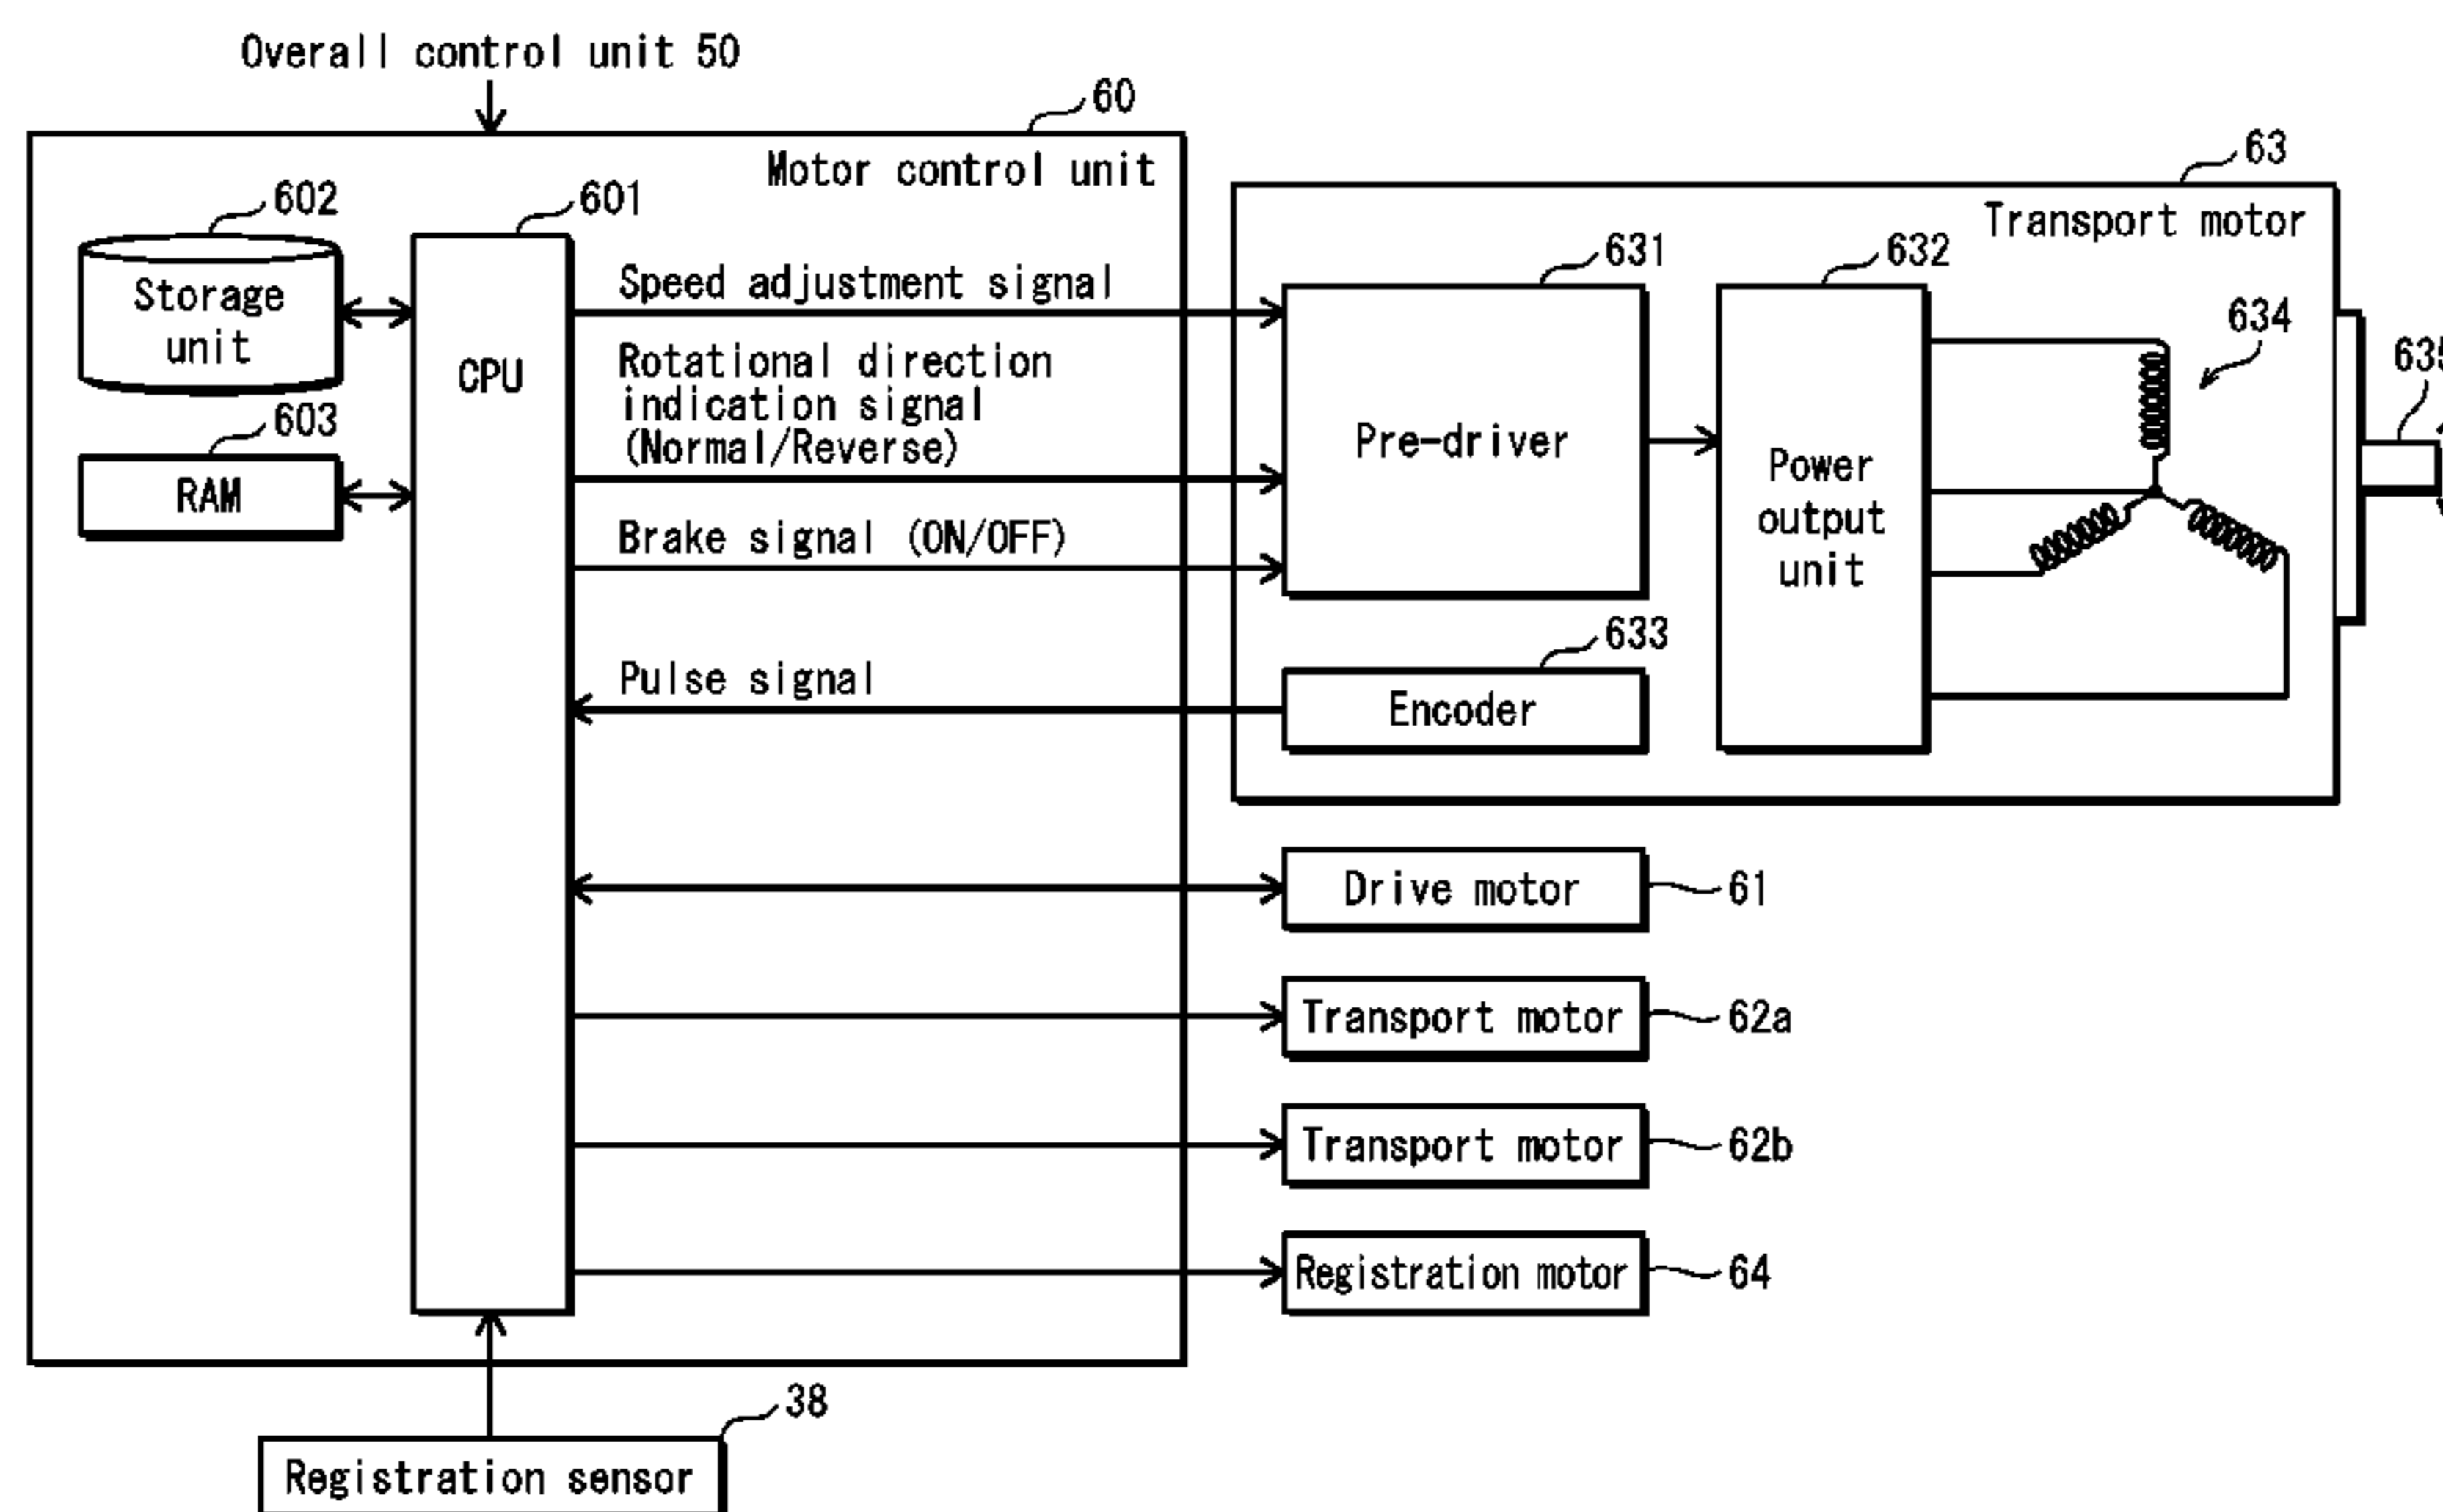 Overall control unit 50
60
Motor control unit
602
601
Storage
unit
CPU
603
RAM
Speed adjustment signal
Rotational direction
indication signal
(Normal/Reverse)
Brake signal (ON/OFF)
Pulse signal
63
Transport motor
631
632
634
635
Pre-driver
Power
output
unit
633
Encoder
Drive motor
61
Transport motor
62a
Transport motor
62b
Registration motor
64
38
Registration sensor